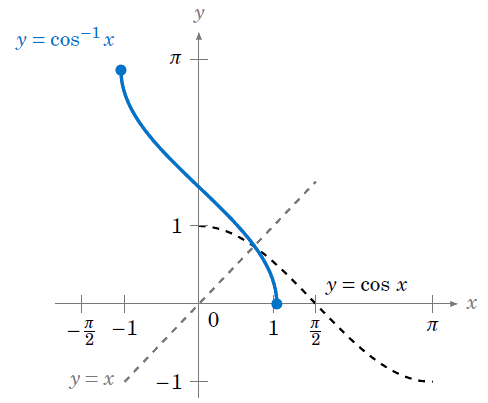 y
y = cos⁻¹ x
π
1
y = cos x
x
−π/2
−1
0
1
π/2
π
y = x
−1